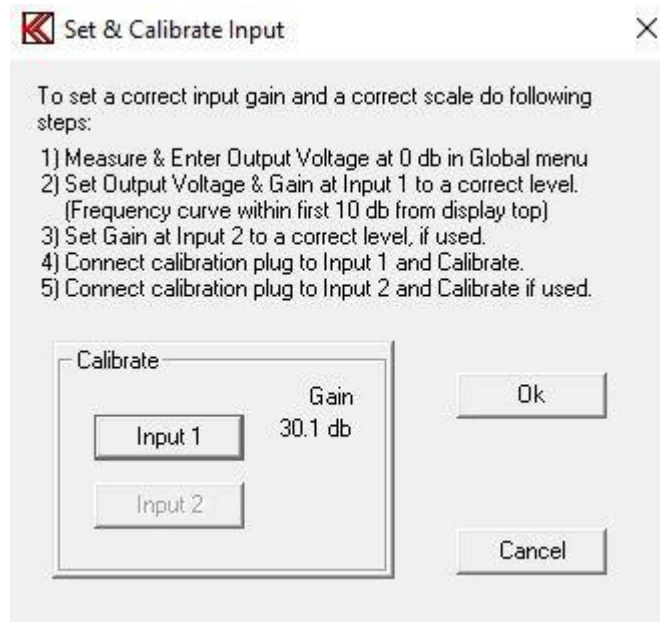 Set & Calibrate Input
To set a correct input gain and a correct scale do following
steps:
1) Measure & Enter Output Voltage at 0 db in Global menu
2) Set Output Voltage & Gain at Input 1 to a correct level.
(Frequency curve within first 10 db from display top)
3) Set Gain at Input 2 to a correct level, if used.
4) Connect calibration plug to Input 1 and Calibrate.
5) Connect calibration plug to Input 2 and Calibrate if used.
Calibrate
Gain
Input 1
30.1 db
Input 2
Ok
Cancel